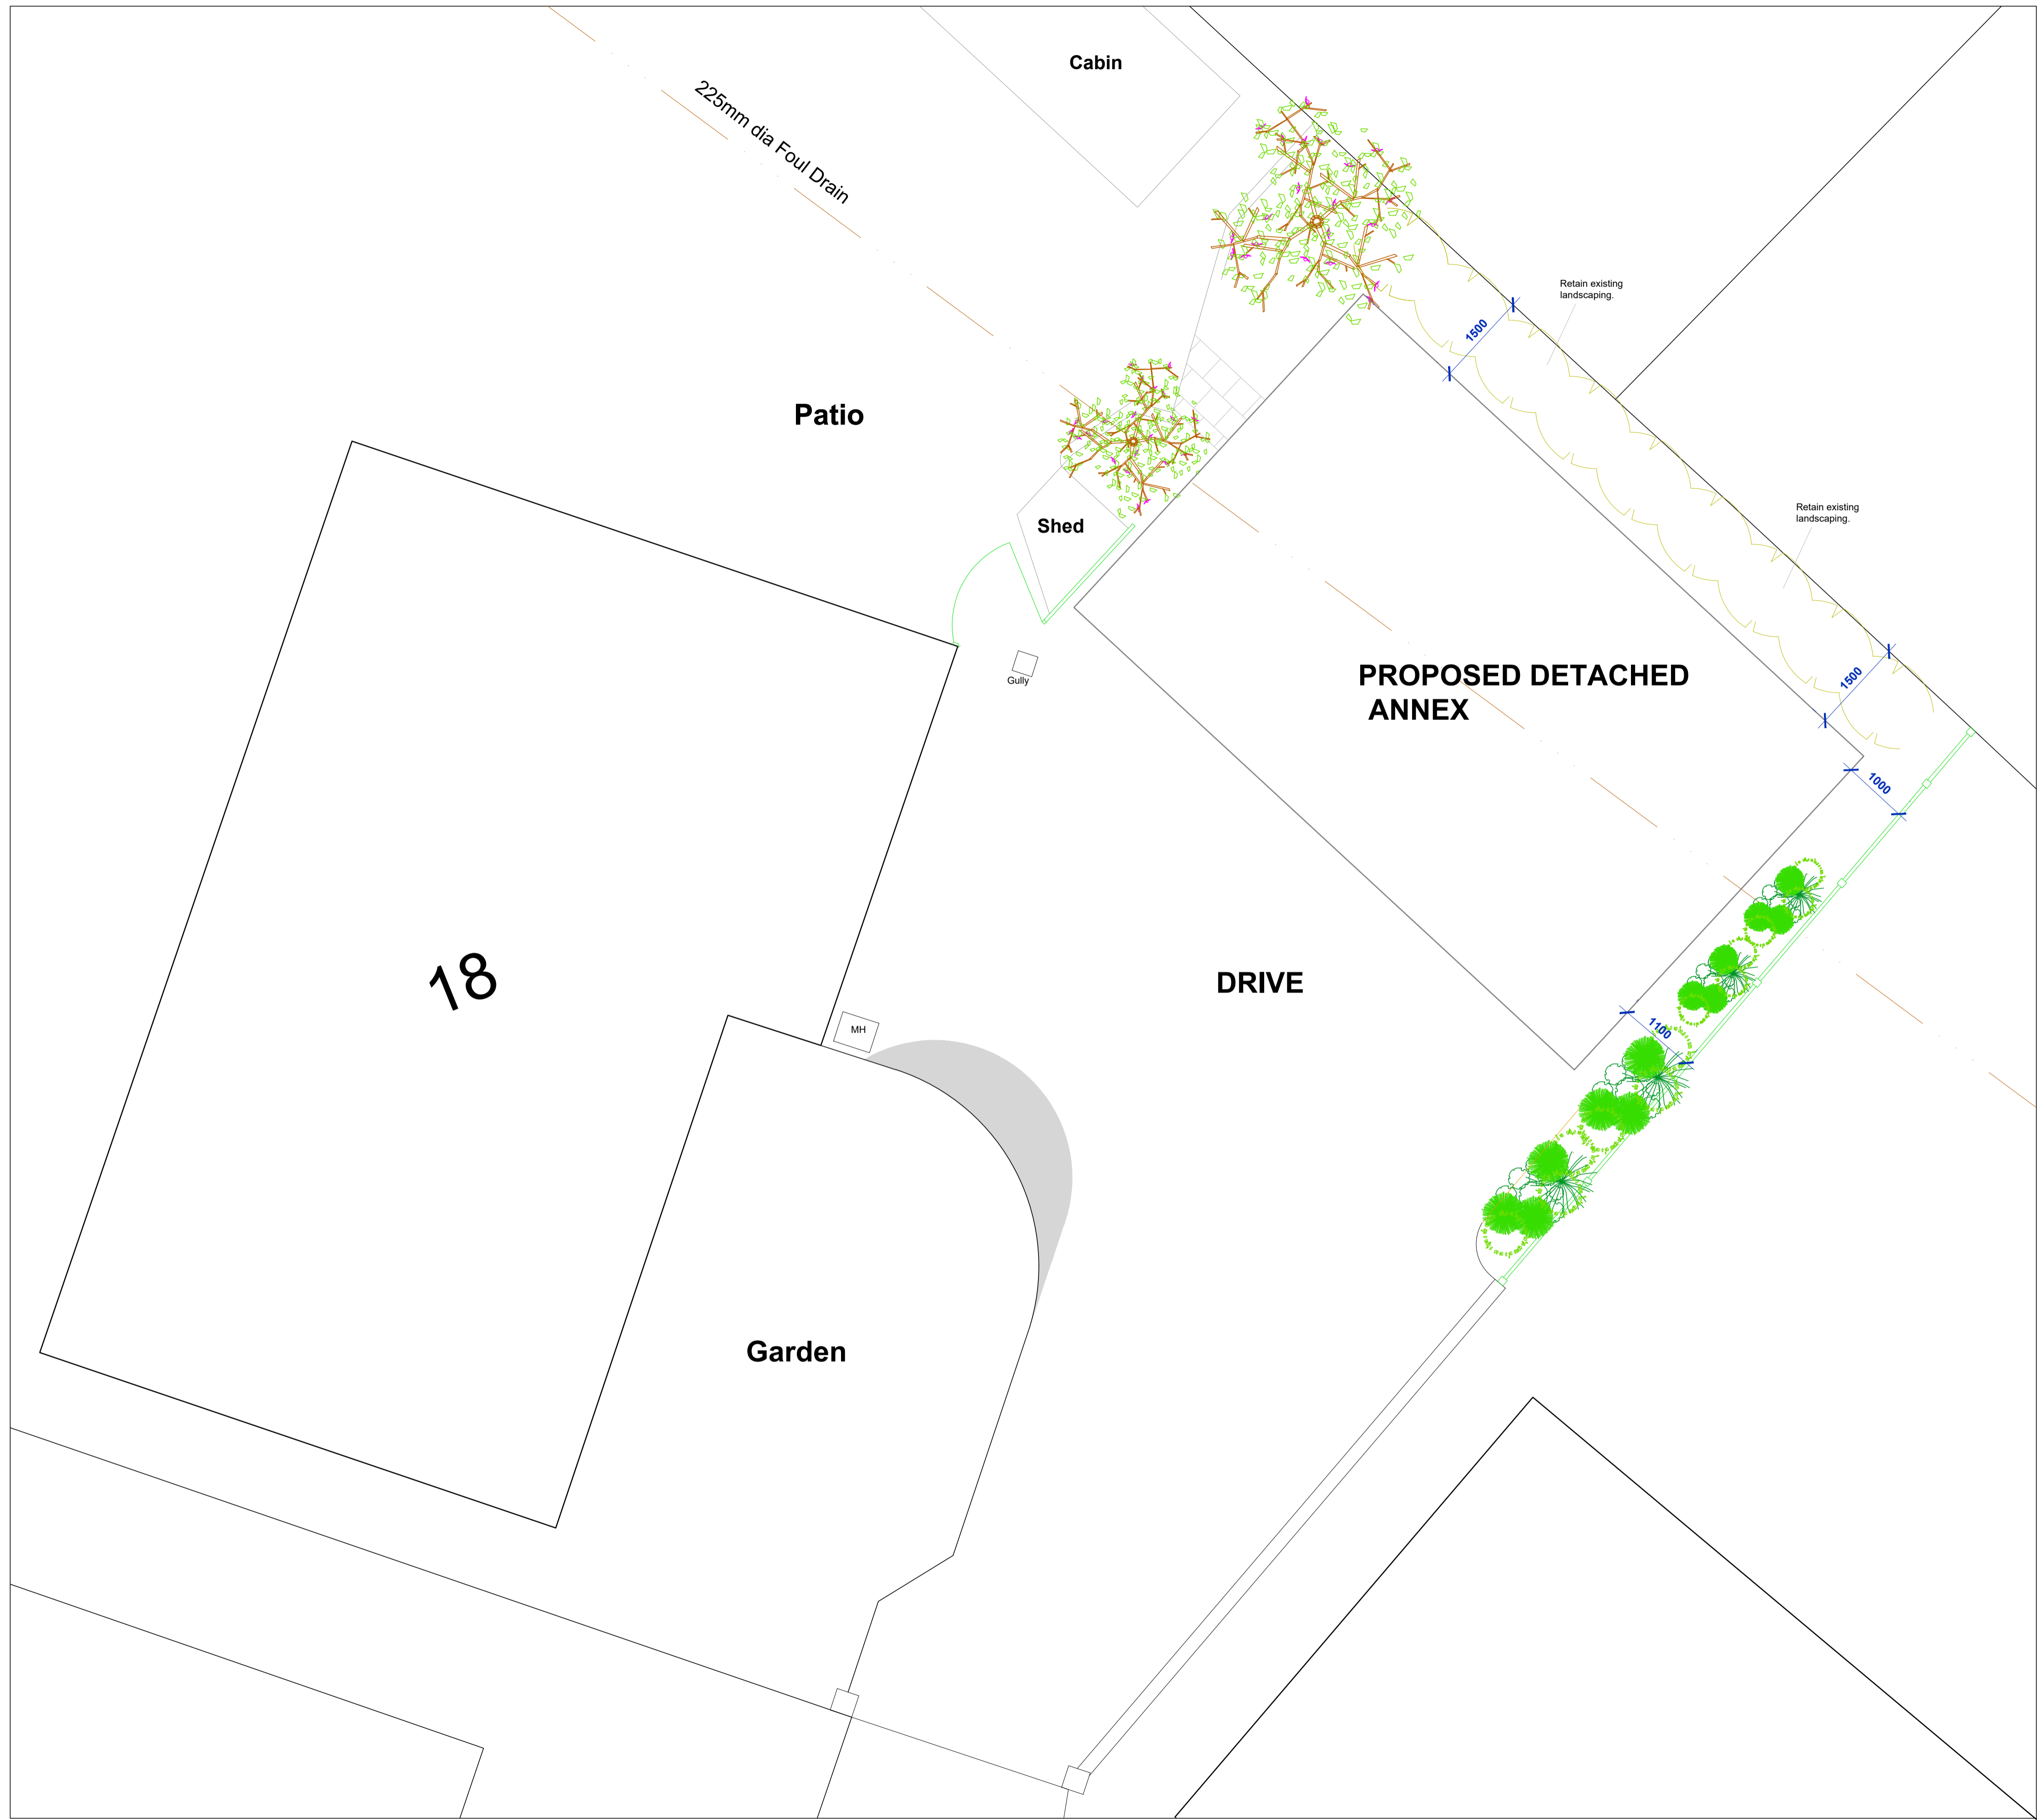 Cabin
225mm dia Foul Drain
Retain existing
landscaping.
1500
Patio
Retain existing
landscaping.
Shed
1500
PROPOSED DETACHED
ANNEX
Gully
1000
18
DRIVE
MH
1100
Garden